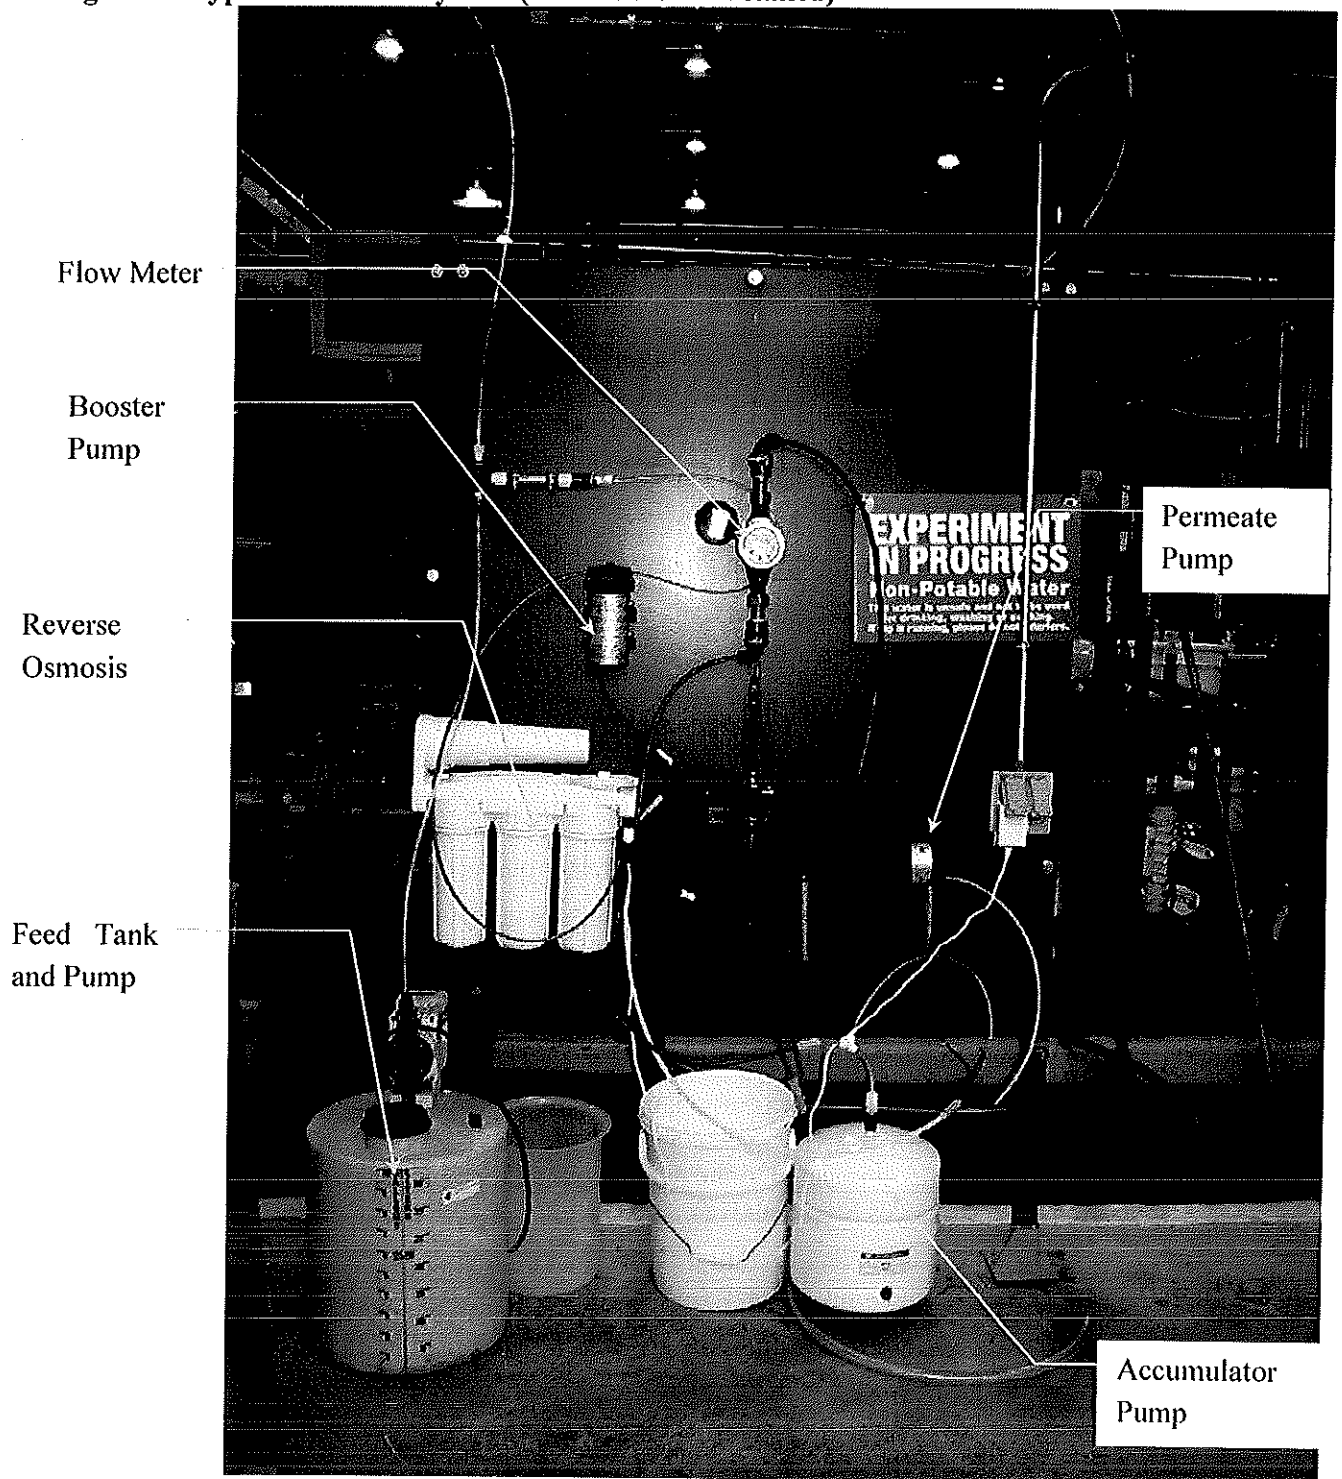 Flow Meter
Booster
Pump
EXPERIMENT
IN PROGRESS
Non-Potable Water
Permeate
Pump
Reverse
Osmosis
Feed Tank
and Pump
Accumulator
Pump